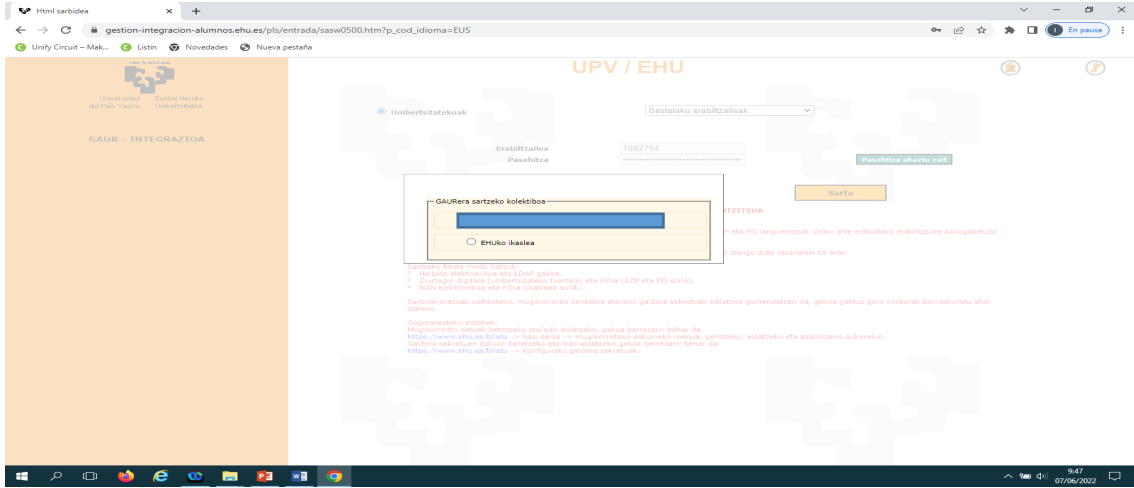 Html sarbidea
gestion-integracion-alumnos.ehu.es/pls/entrada/sasw0500.htm?p_cod_idioma=EUS
En pausa
Unify Circuit – Mak... Listin Novedades Nueva pestaña
UPV / EHU
Universidad Euskal Herriko
del País Vasco Unibertsitatea
GAUR - INTEGRAZIOA
Unibertsitatekoak Bestelako erabiltzaileak
Erabiltzailea 1082754
Pasahitza
Pasahitza ahaztu zait
Sartu
GAURera sartzeko kolektiboa
EHUko ikaslea
P eta PII langileentzat. Orain arte erabilitako erabiltzailea baliogabetuta
izango dute otsailaren 18 arte.
Sartzeko beste modu batzuk:
Helbide elektronikoa eta LDAP gakoa.
Ziurtagiri digitala (unibertsitateko txartela) eta PINa (AZP eta PII soilik).
NAN elektronikoa eta PINa (ikasleak soilik).
Sarbide-arazoak saihesteko, mugikorraren zenbakia eta/edo galdera sekretuak betetzea gomendatzen da, gakoa galduz gero norberak berreskuratu ahal
izateko.
Gogorarazteko estekak:
Mugikorraren datuak betetzeko eta/edo aldatzeko, gakoa berrezarri behar da.
https://www.ehu.es/bilatu -> hasi saioa -> mugikorretako eskuineko menua, gehitzeko, aldatzeko eta ezabatzeko aukerekin.
Galdera sekretuen datuak betetzeko eta/edo aldatzeko gakoa berrezarri behar da.
https://www.ehu.es/bilatu -> konfiguratu galdera sekretuak.
9:47
07/06/2022